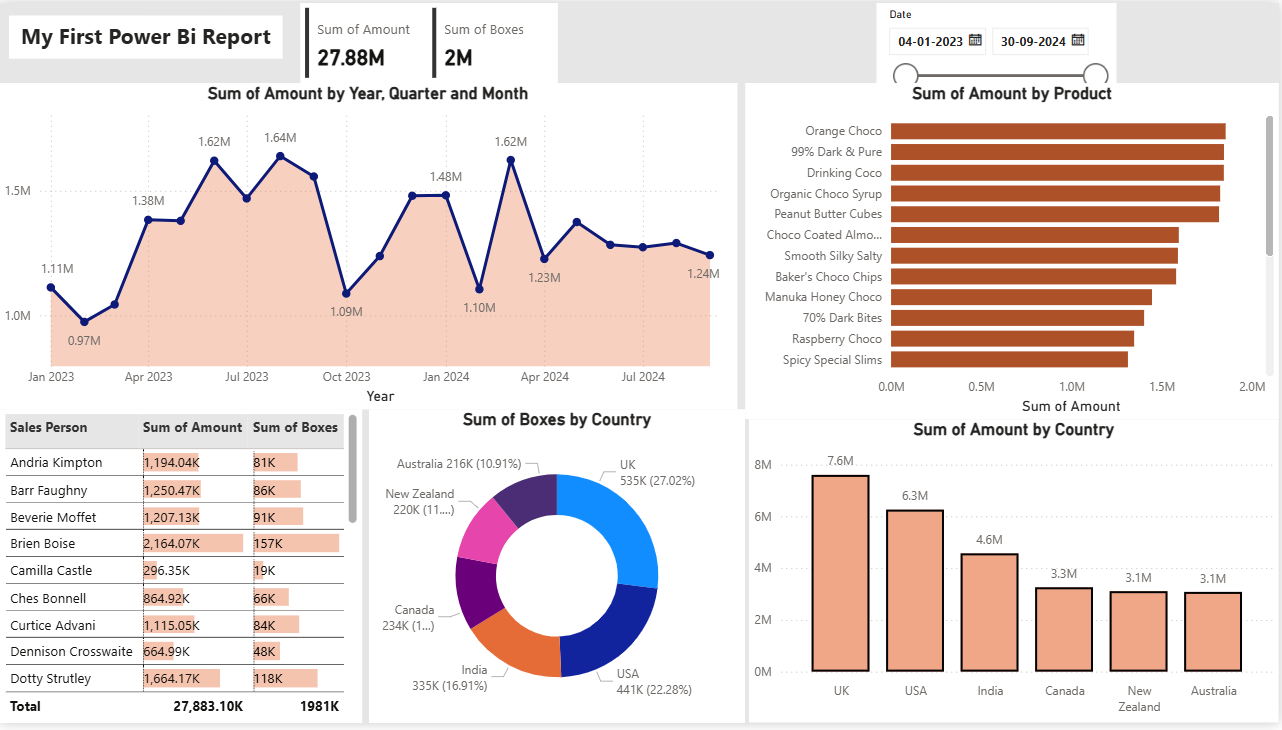 My First Power Bi Report
Sum of Amount
27.88M
Sum of Boxes
2M
Date
04-01-2023
30-09-2024
Sum of Amount by Year, Quarter and Month
1.5M
1.0M
1.11M
0.97M
1.38M
1.62M
1.64M
1.09M
1.48M
1.10M
1.62M
1.23M
1.24M
Jan 2023
Apr 2023
Jul 2023
Oct 2023
Jan 2024
Apr 2024
Jul 2024
Year
Sum of Amount by Product
Orange Choco
99% Dark & Pure
Drinking Coco
Organic Choco Syrup
Peanut Butter Cubes
Choco Coated Almo...
Smooth Silky Salty
Baker's Choco Chips
Manuka Honey Choco
70% Dark Bites
Raspberry Choco
Spicy Special Slims
0.0M
0.5M
1.0M
1.5M
2.0M
Sum of Amount
Sales Person Sum of Amount Sum of Boxes
Andria Kimpton 1,194.04K 81K
Barr Faughny 1,250.47K 86K
Beverie Moffet 1,207.13K 91K
Brien Boise 2,164.07K 157K
Camilla Castle 296.35K 19K
Ches Bonnell 864.92K 66K
Curtice Advani 1,115.05K 84K
Dennison Crosswaite 664.99K 48K
Dotty Strutley 1,664.17K 118K
Total 27,883.10K 1981K
Sum of Boxes by Country
Australia 216K (10.91%)
New Zealand
220K (11....)
Canada
234K (1...)
India
335K (16.91%)
UK
535K (27.02%)
USA
441K (22.28%)
Sum of Amount by Country
8M
6M
4M
2M
0M
7.6M
6.3M
4.6M
3.3M
3.1M
3.1M
UK
USA
India
Canada
New
Zealand
Australia